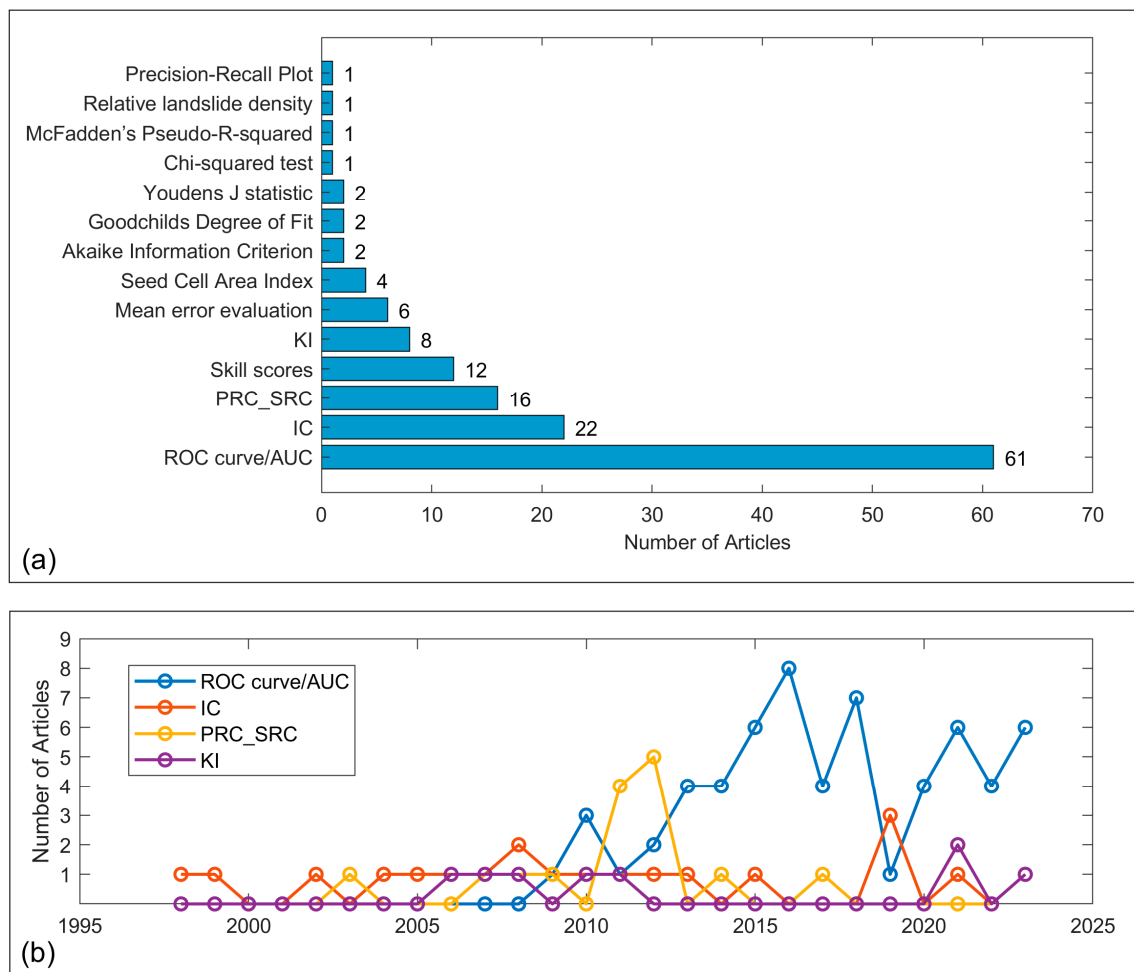 Precision-Recall Plot 1
Relative landslide density 1
McFadden's Pseudo-R-squared 1
Chi-squared test 1
Youdens J statistic 2
Goodchilds Degree of Fit 2
Akaike Information Criterion 2
Seed Cell Area Index 4
Mean error evaluation 6
KI 8
Skill scores 12
PRC_SRC 16
IC 22
ROC curve/AUC 61
0 10 20 30 40 50 60 70
Number of Articles
(a)
9
8
7
6
5
4
3
2
1
Number of Articles
ROC curve/AUC
IC
PRC_SRC
KI
1995 2000 2005 2010 2015 2020 2025
(b)